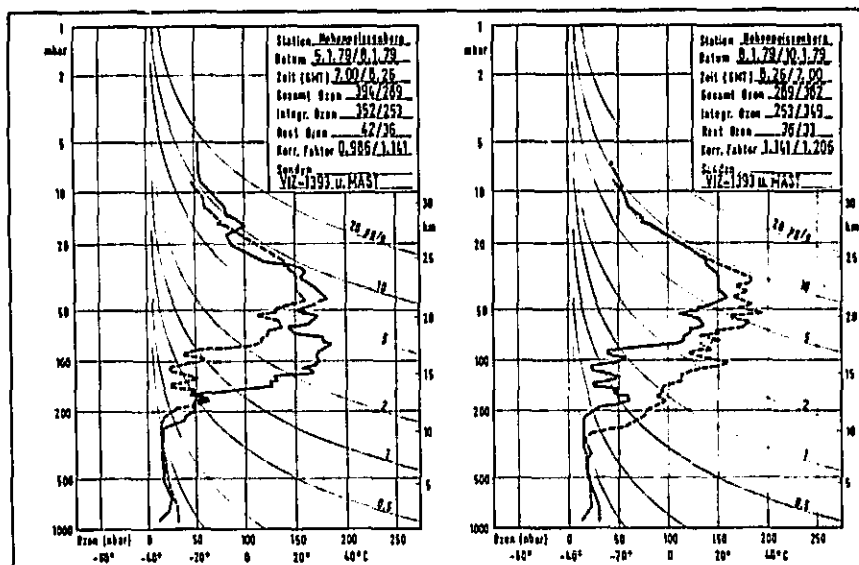 1
mbar
2
5
10
20
50
100
200
500
1000
Station Hohenpeissenberg
Datum 5.1.79/8.1.79
Zeit (GMT) 7.00/8.26
Gesamt Ozon 394/289
Integr. Ozon 352/253
Rest Ozon 42/36
Korr. Faktor 0,986/1.141
Sonden
VIZ-1393 u. MAST
30
km
25
20
15
10
5
20 µg/g
10
5
2
1
0,5
Ozon (nbar) 0 50 100 150 200 250
-60° -40° -20° 0 20° 40°C
1
mbar
2
5
10
20
50
100
200
500
1000
Station Hohenpeissenberg
Datum 8.1.79/10.1.79
Zeit (GMT) 8.26/7.00
Gesamt Ozon 289/382
Integr. Ozon 253/349
Rest Ozon 36/33
Korr. Faktor 1.141/1.206
Sonden
VIZ-1393 u. MAST
30
km
25
20
15
10
5
20 µg/g
10
5
2
1
0,5
Ozon (nbar) 0 50 100 150 200 250
-60° -40° -20° 0 20° 40°C